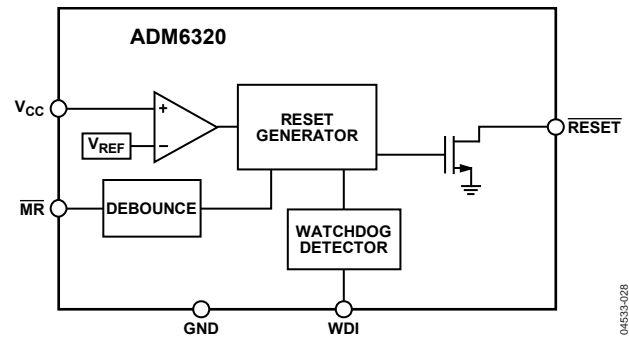 ADM6320
VCC
+
VREF
−
RESET
GENERATOR
RESET
MR
DEBOUNCE
WATCHDOG
DETECTOR
GND
WDI
04533-028